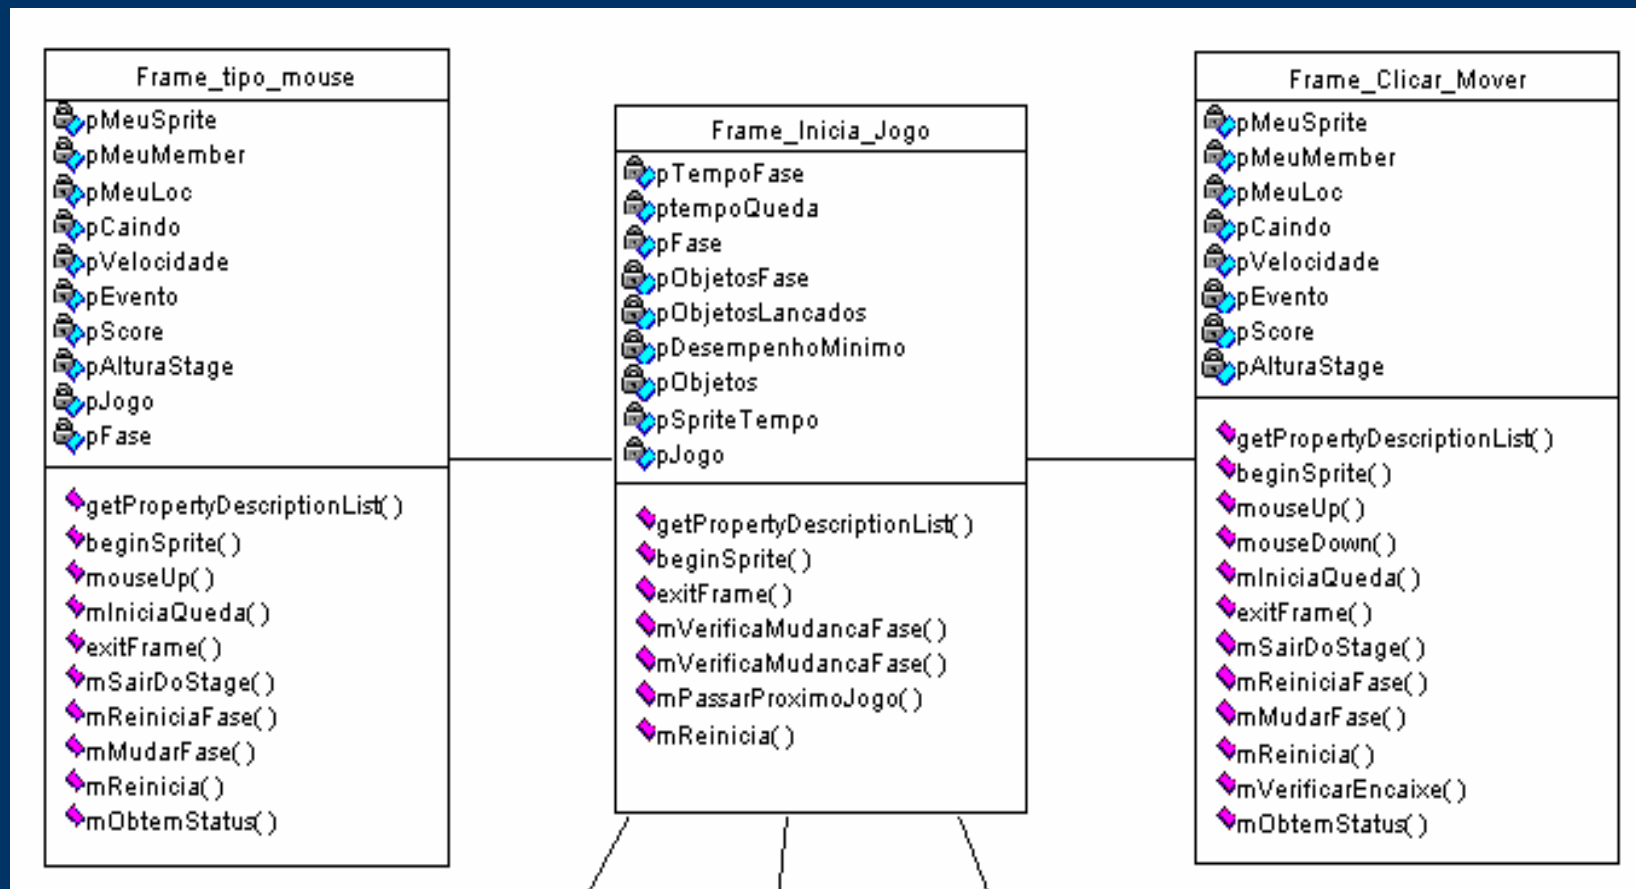 Frame_tipo_mouse
pMeuSprite
pMeuMember
pMeuLoc
pCaindo
pVelocidade
pEvento
pScore
pAlturaStage
pJogo
pFase
getPropertyDescriptionList()
beginSprite()
mouseUp()
mIniciaQueda()
exitFrame()
mSairDoStage()
mReiniciaFase()
mMudarFase()
mReinicia()
mObtemStatus()
Frame_Inicia_Jogo
pTempoFase
ptempoQueda
pFase
pObjetosFase
pObjetosLancados
pDesempenhoMinimo
pObjetos
pSpriteTempo
pJogo
getPropertyDescriptionList()
beginSprite()
exitFrame()
mVerificaMudancaFase()
mVerificaMudancaFase()
mPassarProximoJogo()
mReinicia()
Frame_Clicar_Mover
pMeuSprite
pMeuMember
pMeuLoc
pCaindo
pVelocidade
pEvento
pScore
pAlturaStage
getPropertyDescriptionList()
beginSprite()
mouseUp()
mouseDown()
mIniciaQueda()
exitFrame()
mSairDoStage()
mReiniciaFase()
mMudarFase()
mReinicia()
mVerificarEncaixe()
mObtemStatus()